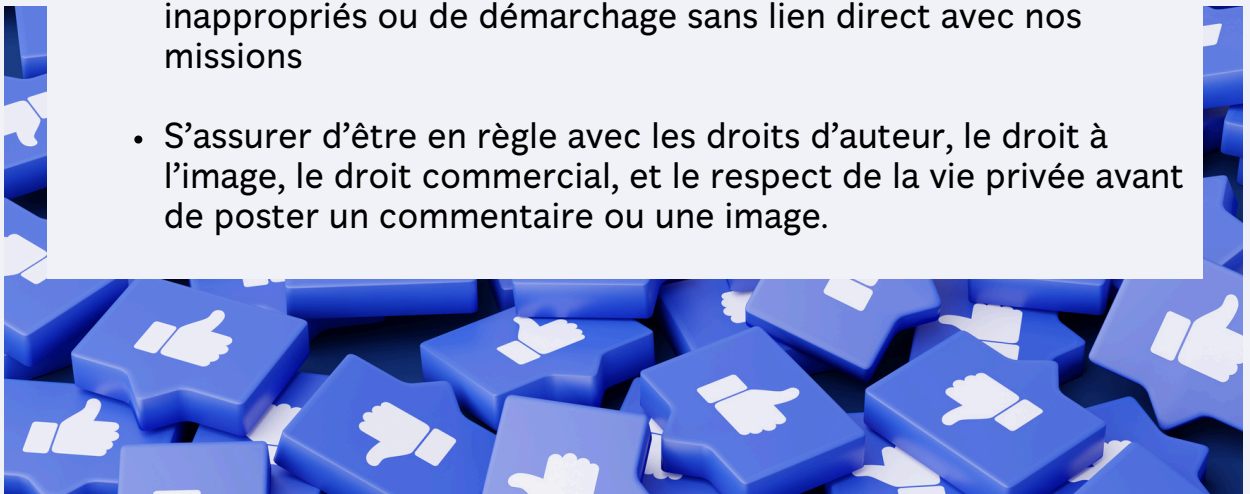 inappropriés ou de démarchage sans lien direct avec nos
missions
• S’assurer d’être en règle avec les droits d’auteur, le droit à
l’image, le droit commercial, et le respect de la vie privée avant
de poster un commentaire ou une image.